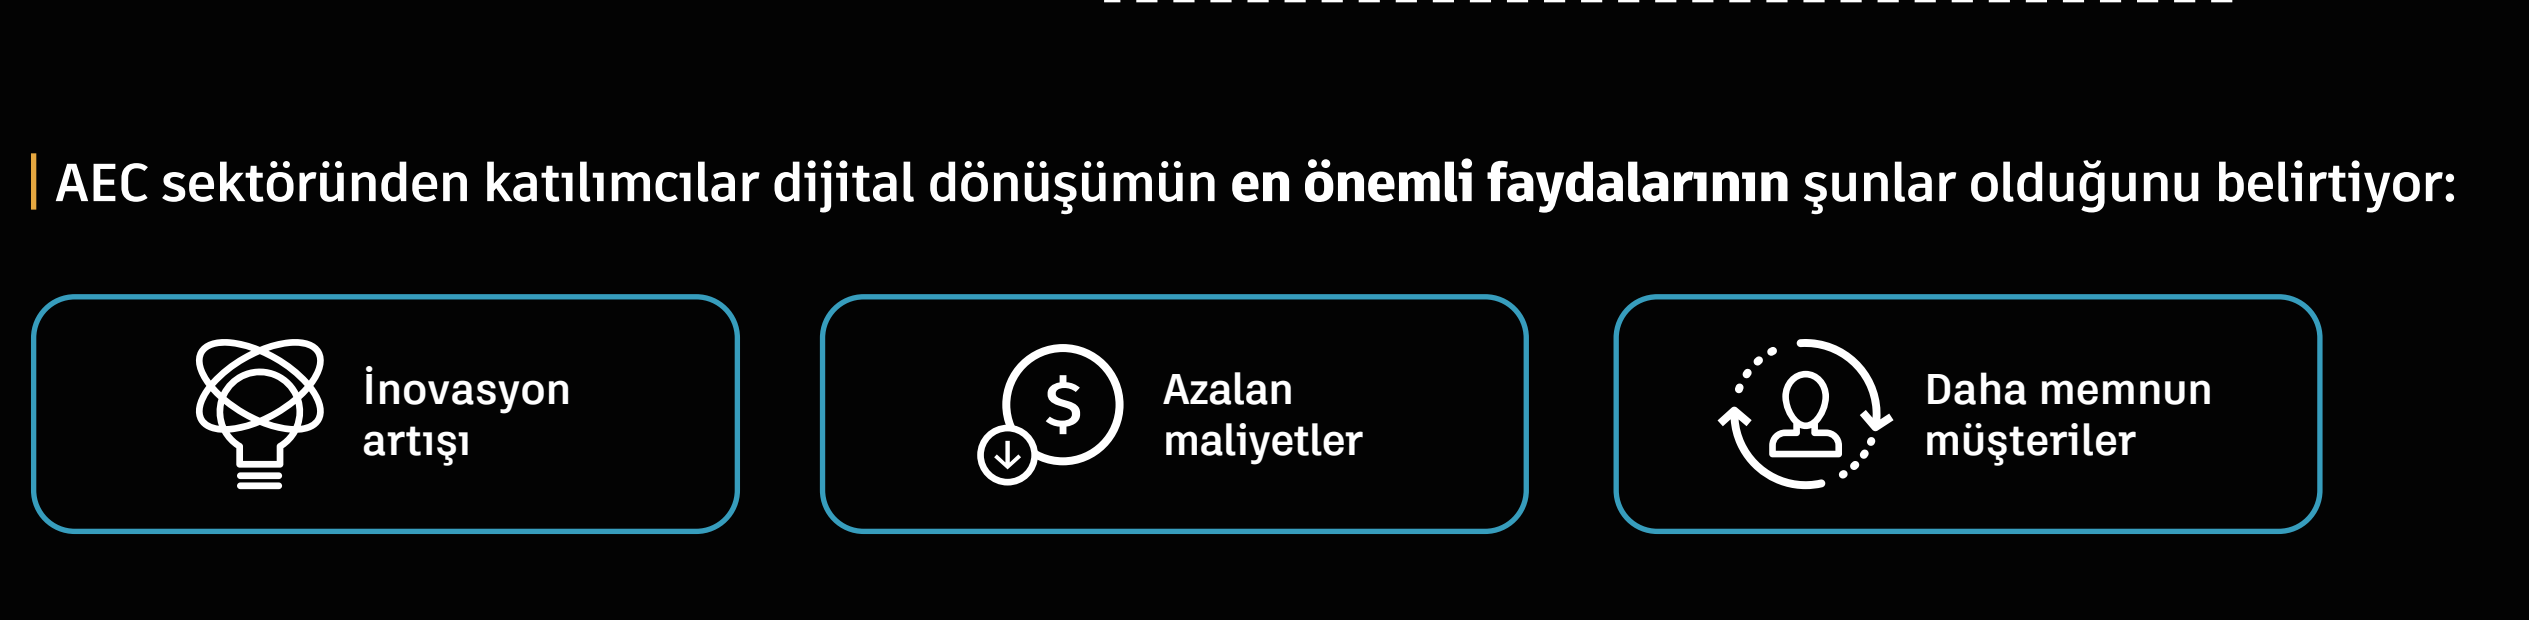 AEC sektöründen katılımcılar dijital dönüşümün en önemli faydalarının şunlar olduğunu belirtiyor:
İnovasyon
artışı
$
Azalan
maliyetler
Daha memnun
müşteriler